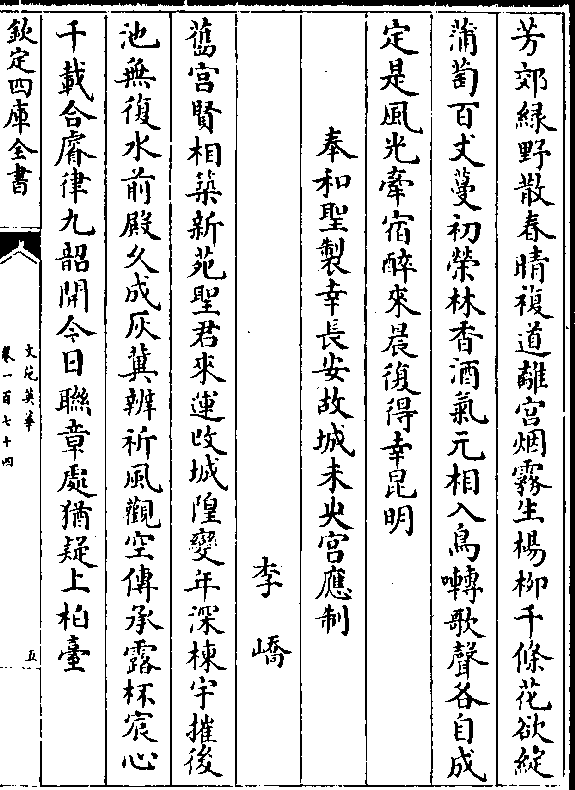 芳郊緑野散春晴複道離宫烟霧生楊栁千條花欲綻
蒲萄百丈蔓初榮林香酒氣元相入鳥囀歌聲各自成
定是風光牽宿醉來晨復得幸昆明
奉和聖製幸長安故城未央宫應制
李嶠
舊宫賢相築新苑聖君來運改城隍變年深棟宇摧後
池無復水前殿久成灰冀辨祈風觀空傳承露杯宸心
千載合睿律九韶開今日聯章處猶疑上柏臺
欽定四庫全書
文苑英華
卷一百七十四
五